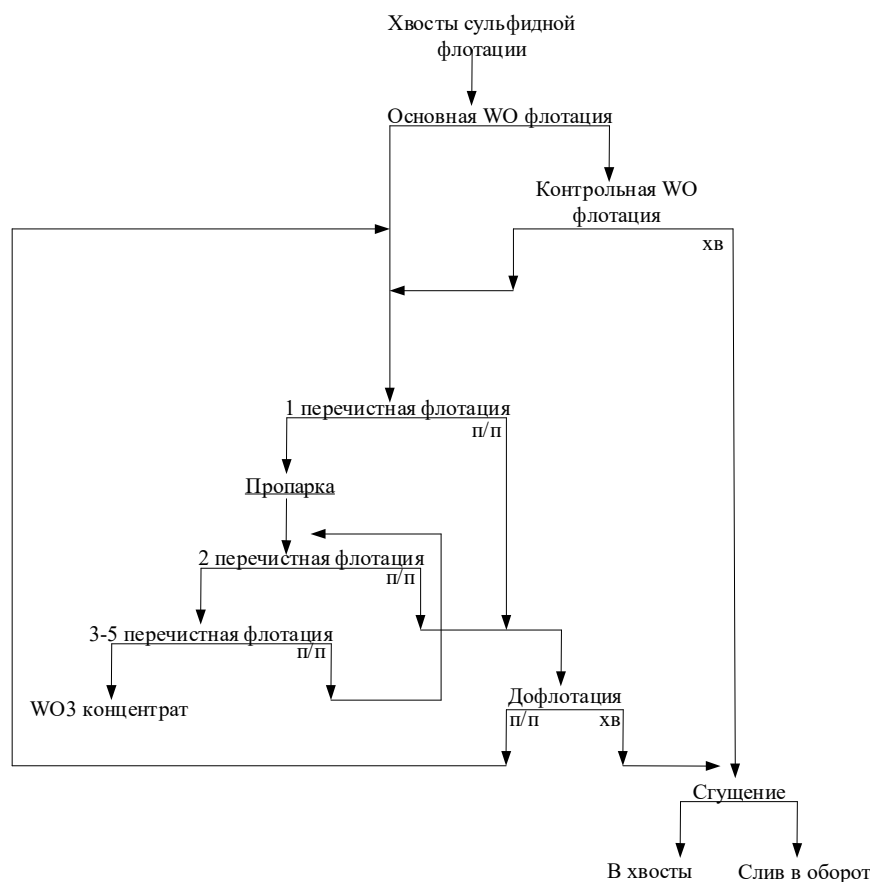 Хвосты сульфидной
флотации
Основная WO флотация
Контрольная WO
флотация
хв
1 перечистная флотация
п/п
Пропарка
2 перечистная флотация
п/п
3-5 перечистная флотация
п/п
WO3 концентрат
Дофлотация
п/п
хв
Сгущение
В хвосты
Слив в оборот